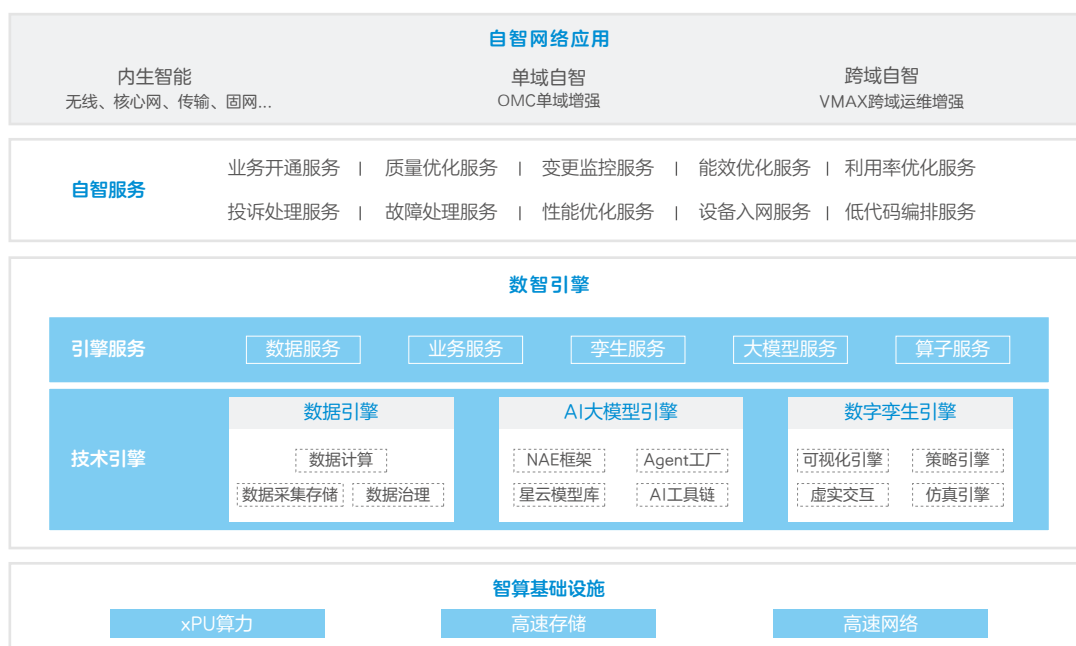 自智网络应用
内生智能
无线、核心网、传输、固网...
单域自智
OMC单域增强
跨域自智
VMAX跨域运维增强
自智服务
业务开通服务 | 质量优化服务 | 变更监控服务 | 能效优化服务 | 利用率优化服务
投诉处理服务 | 故障处理服务 | 性能优化服务 | 设备入网服务 | 低代码编排服务
数智引擎
引擎服务
数据服务 业务服务 孪生服务 大模型服务 算子服务
技术引擎
数据引擎
数据计算
数据采集存储 数据治理
AI大模型引擎
NAE框架 Agent工厂
星云模型库 AI工具链
数字孪生引擎
可视化引擎 策略引擎
虚实交互 仿真引擎
智算基础设施
xPU算力 高速存储 高速网络